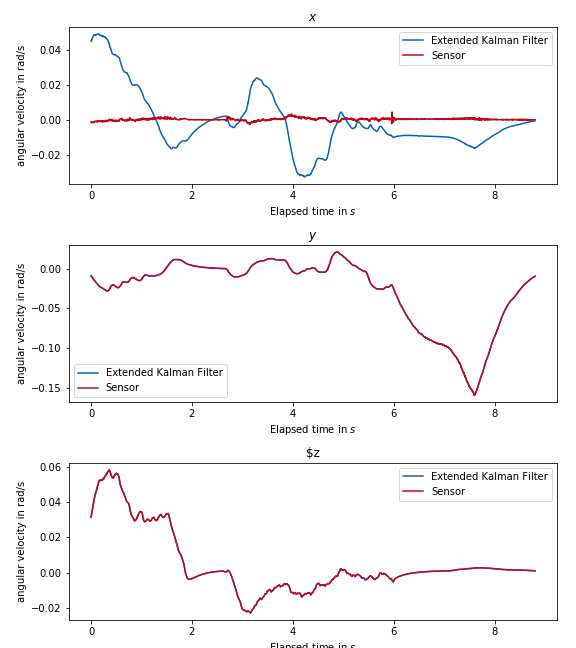 x
Extended Kalman Filter
Sensor
angular velocity in rad/s
0.04
0.02
0.00
−0.02
0 2 4 6 8
Elapsed time in s
y
angular velocity in rad/s
0.00
−0.05
−0.10
−0.15
Extended Kalman Filter
Sensor
0 2 4 6 8
Elapsed time in s
$z
Extended Kalman Filter
Sensor
angular velocity in rad/s
0.06
0.04
0.02
0.00
−0.02
0 2 4 6 8
Elapsed time in s